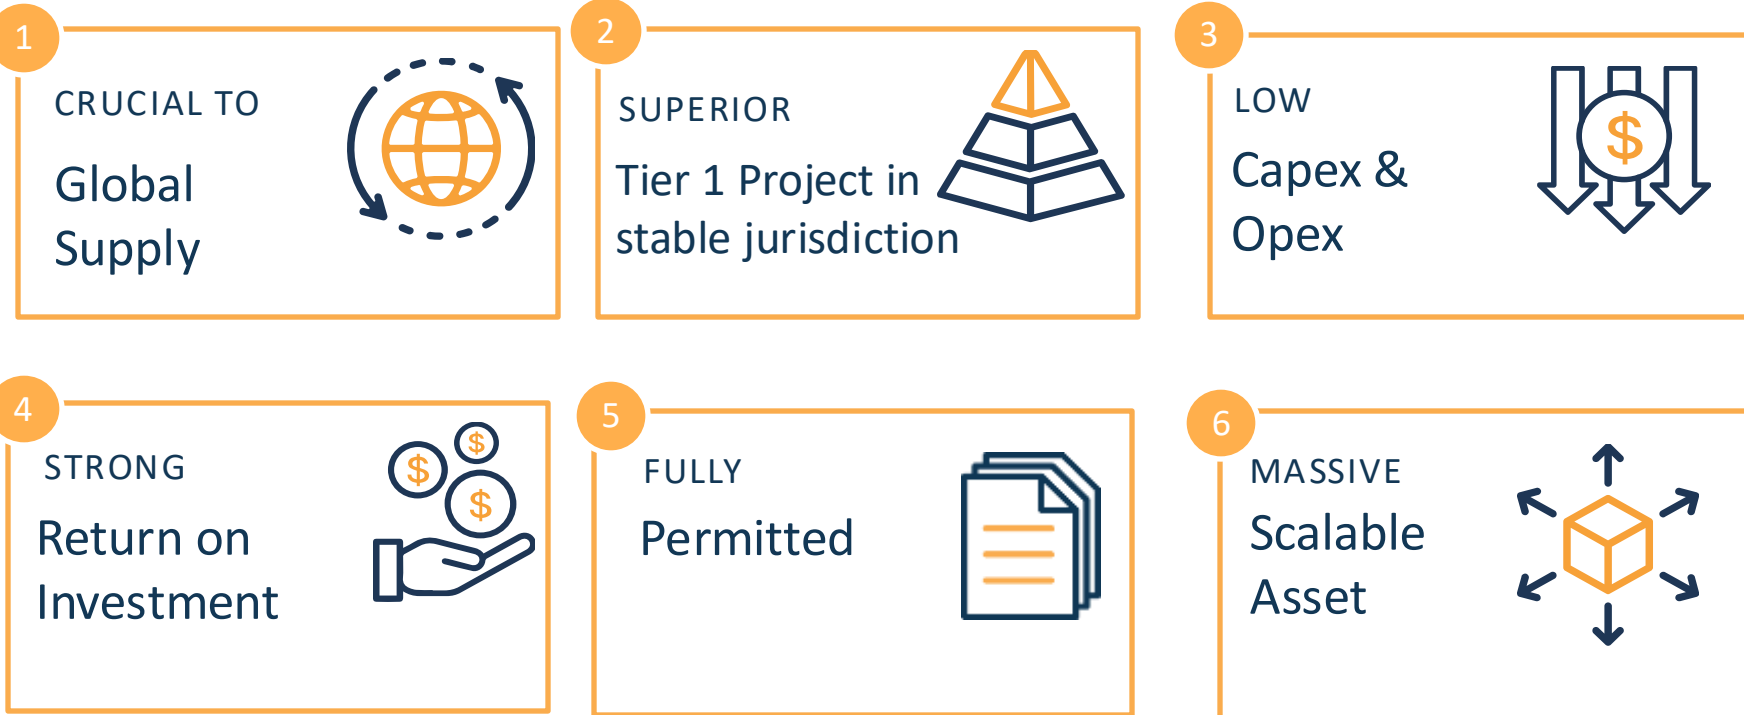 1
CRUCIAL TO
Global
Supply
2
SUPERIOR
Tier 1 Project in
stable jurisdiction
3
LOW
Capex &
Opex
$
4
STRONG
Return on
Investment
$
$
$
5
FULLY
Permitted
6
MASSIVE
Scalable
Asset